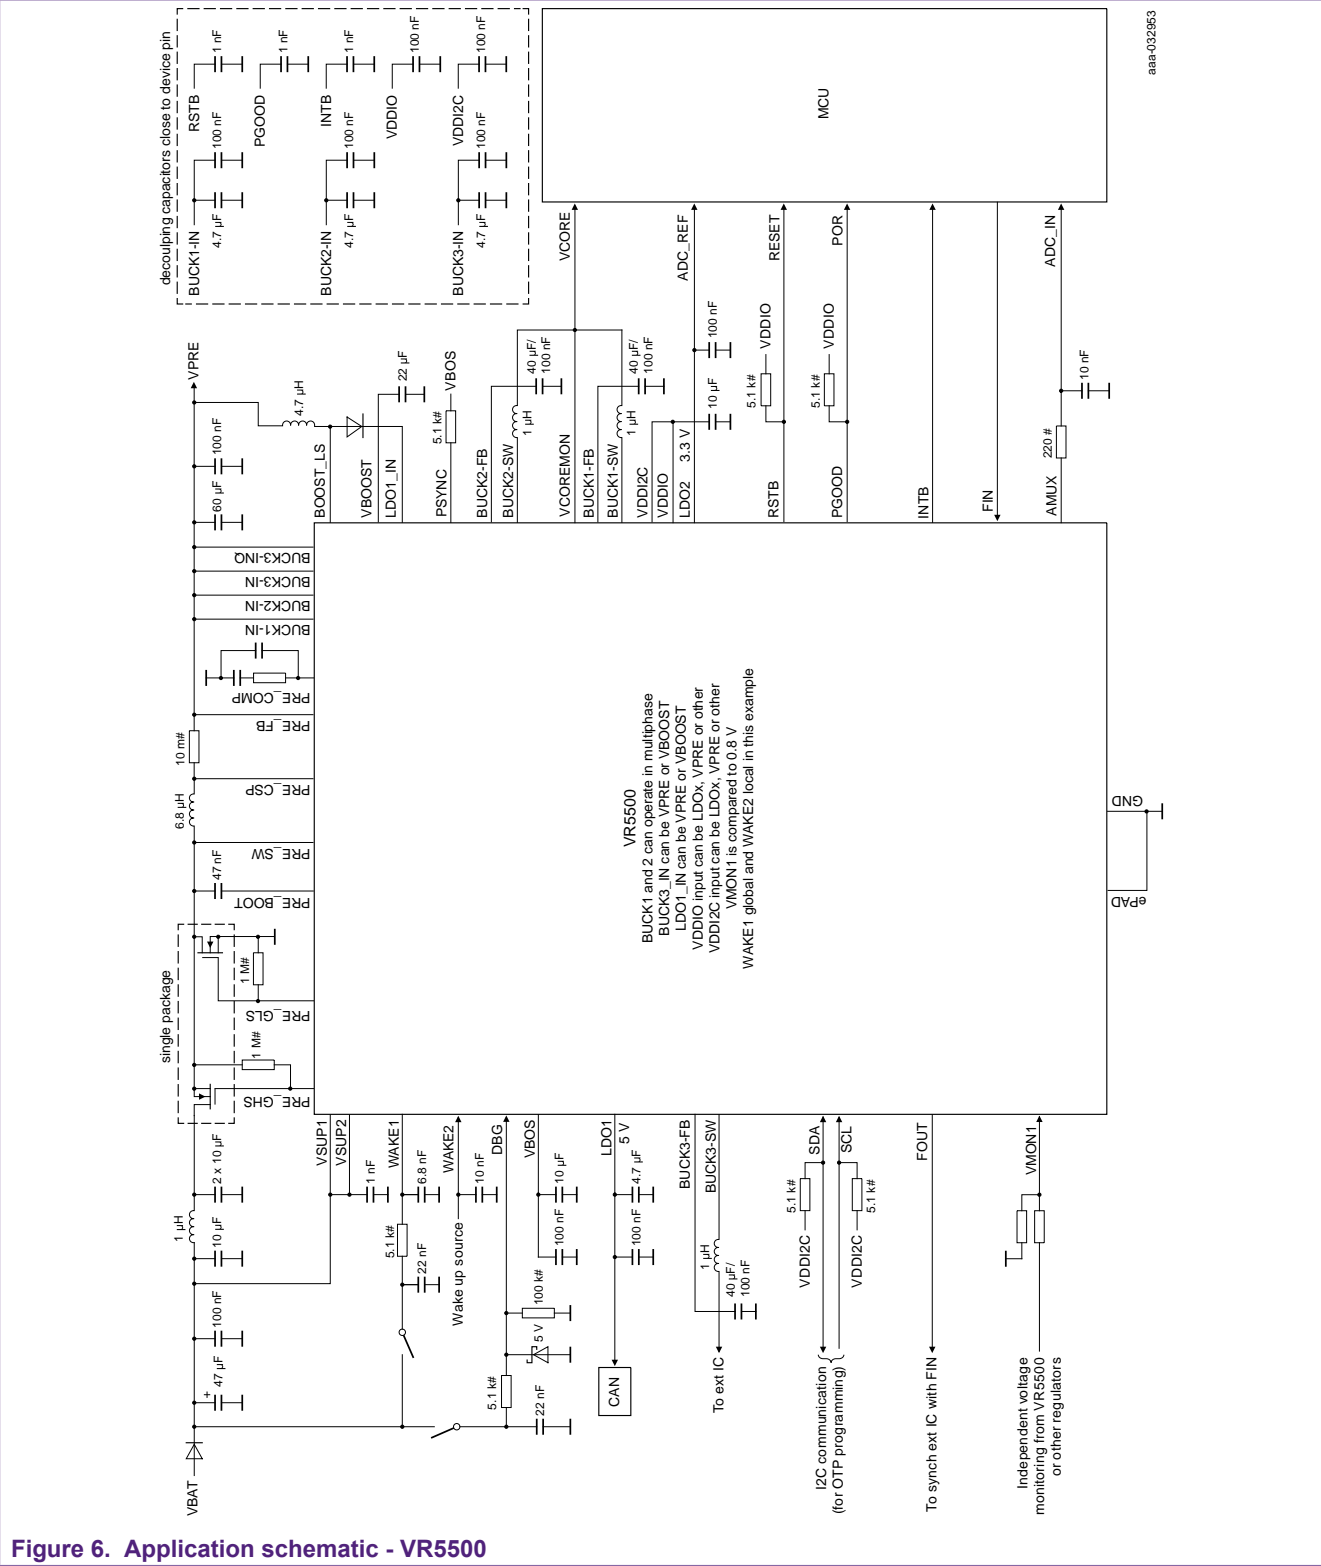 decoulping capacitors close to device pin
RSTB
1 nF
PGOOD
1 nF
INTB
1 nF
VDDIO
100 nF
VDDI2C
100 nF
BUCK1-IN
4.7 µF
100 nF
BUCK2-IN
4.7 µF
100 nF
BUCK3-IN
4.7 µF
100 nF
MCU
aaa-032953
VCORE
ADC_REF
RESET
POR
ADC_IN
VPRE
4.7 µH
22 µF
VBOS
5.1 k#
40 µF/
100 nF
1 µH
40 µF/
100 nF
1 µH
100 nF
10 µF
3.3 V
VDDIO
5.1 k#
VDDIO
5.1 k#
10 nF
220 #
BOOST_LS
VBOOST
LDO1_IN
PSYNC
BUCK2-FB
BUCK2-SW
VCOREMON
BUCK1-FB
BUCK1-SW
VDDI2C
VDDIO
LDO2
RSTB
PGOOD
INTB
FIN
AMUX
100 nF
60 µF
BUCK3-INQ
BUCK3-IN
BUCK2-IN
BUCK1-IN
PRE_COMP
PRE_FB
10 m#
PRE_CSP
6.8 µH
PRE_SW
47 nF
PRE_BOOT
single package
1 M#
PRE_GLS
1 M#
PRE_GHS
VR5500
BUCK1 and 2 can operate in multiphase
BUCK3_IN can be VPRE or VBOOST
LDO1_IN can be VPRE or VBOOST
VDDIO input can be LDOx, VPRE or other
VDDI2C input can be LDOx, VPRE or other
VMON1 is compared to 0.8 V
WAKE1 global and WAKE2 local in this example
GND
ePAD
VSUP1
VSUP2
WAKE1
WAKE2
DBG
VBOS
LDO1
5 V
BUCK3-FB
BUCK3-SW
SDA
SCL
FOUT
VMON1
2 x 10 µF
1 µH
10 µF
100 nF
+
47 µF
VBAT
1 nF
6.8 nF
5.1 k#
22 nF
10 nF
Wake up source
10 µF
100 nF
100 k#
5 V
5.1 k#
22 nF
4.7 µF
100 nF
CAN
1 µH
40 µF/
100 nF
To ext IC
5.1 k#
VDDI2C
5.1 k#
VDDI2C
I2C communication
(for OTP programming)
To synch ext IC with FIN
Independent voltage
monitoring from VR5500
or other regulators
Figure 6. Application schematic - VR5500